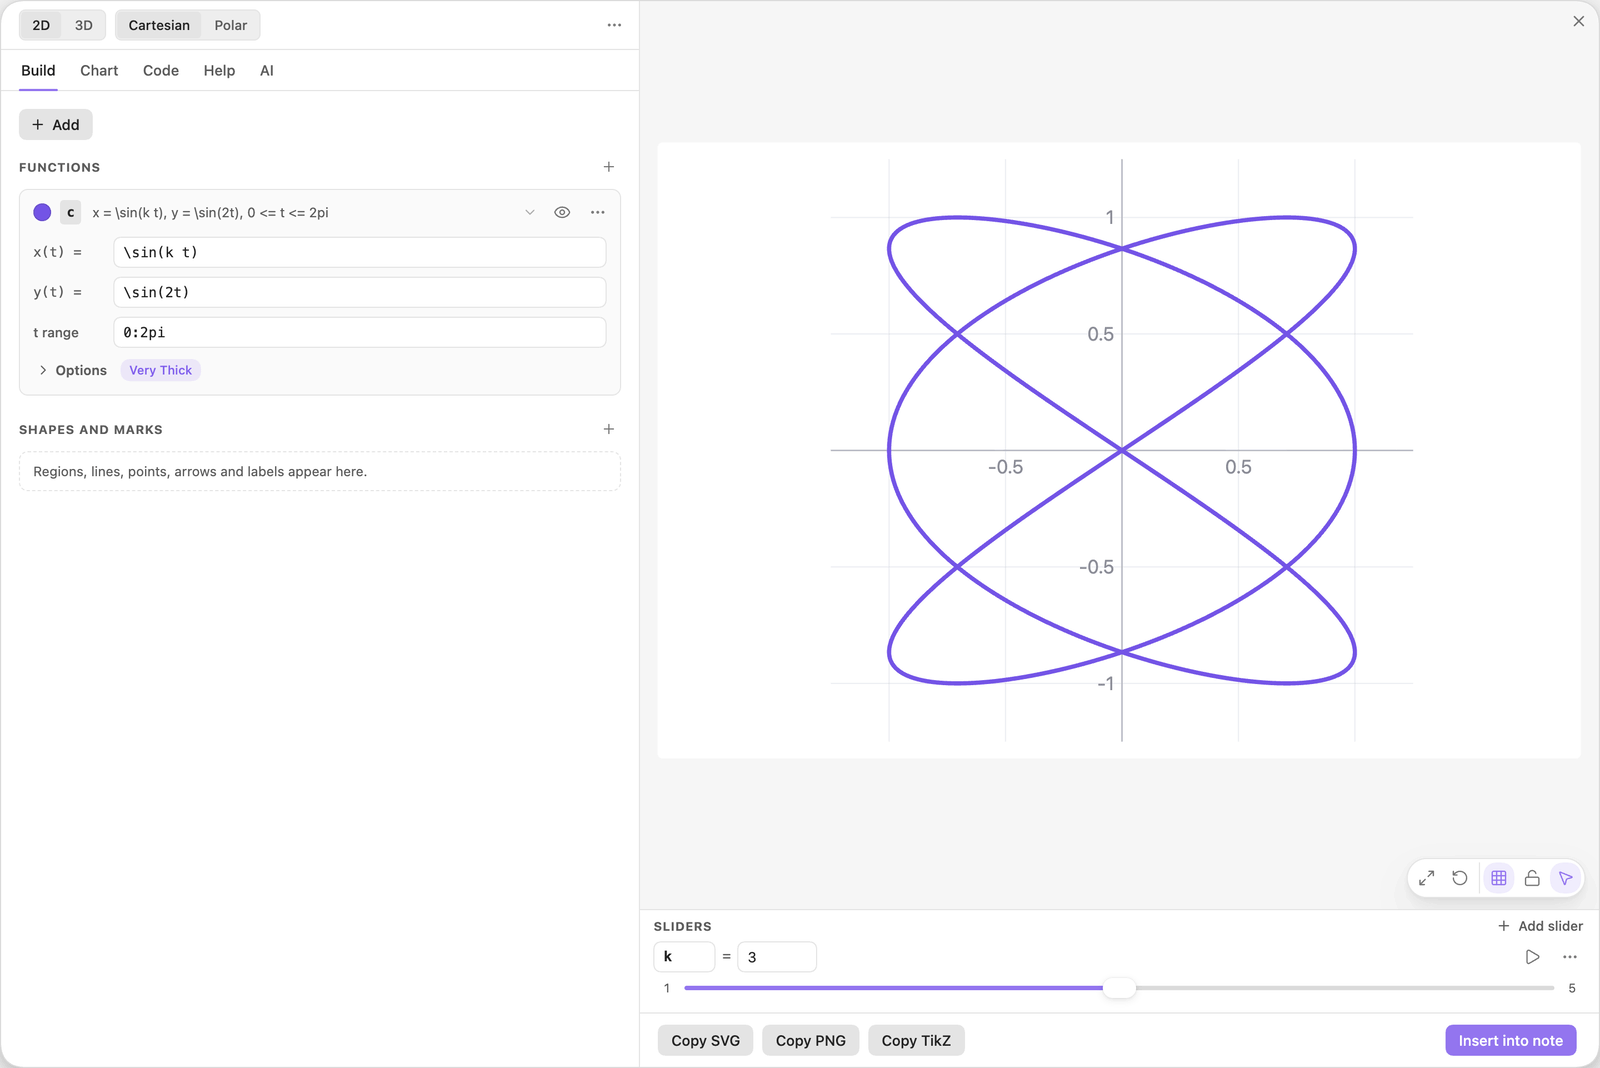 2D 3D Cartesian Polar
Build Chart Code Help AI
+ Add
FUNCTIONS
c x = \sin(k t), y = \sin(2t), 0 <= t <= 2pi
x(t) = \sin(k t)
y(t) = \sin(2t)
t range 0:2pi
Options Very Thick
SHAPES AND MARKS
Regions, lines, points, arrows and labels appear here.
1
0.5
-0.5 0.5
-0.5
-1
SLIDERS + Add slider
k = 3
1 5
Copy SVG Copy PNG Copy TikZ Insert into note